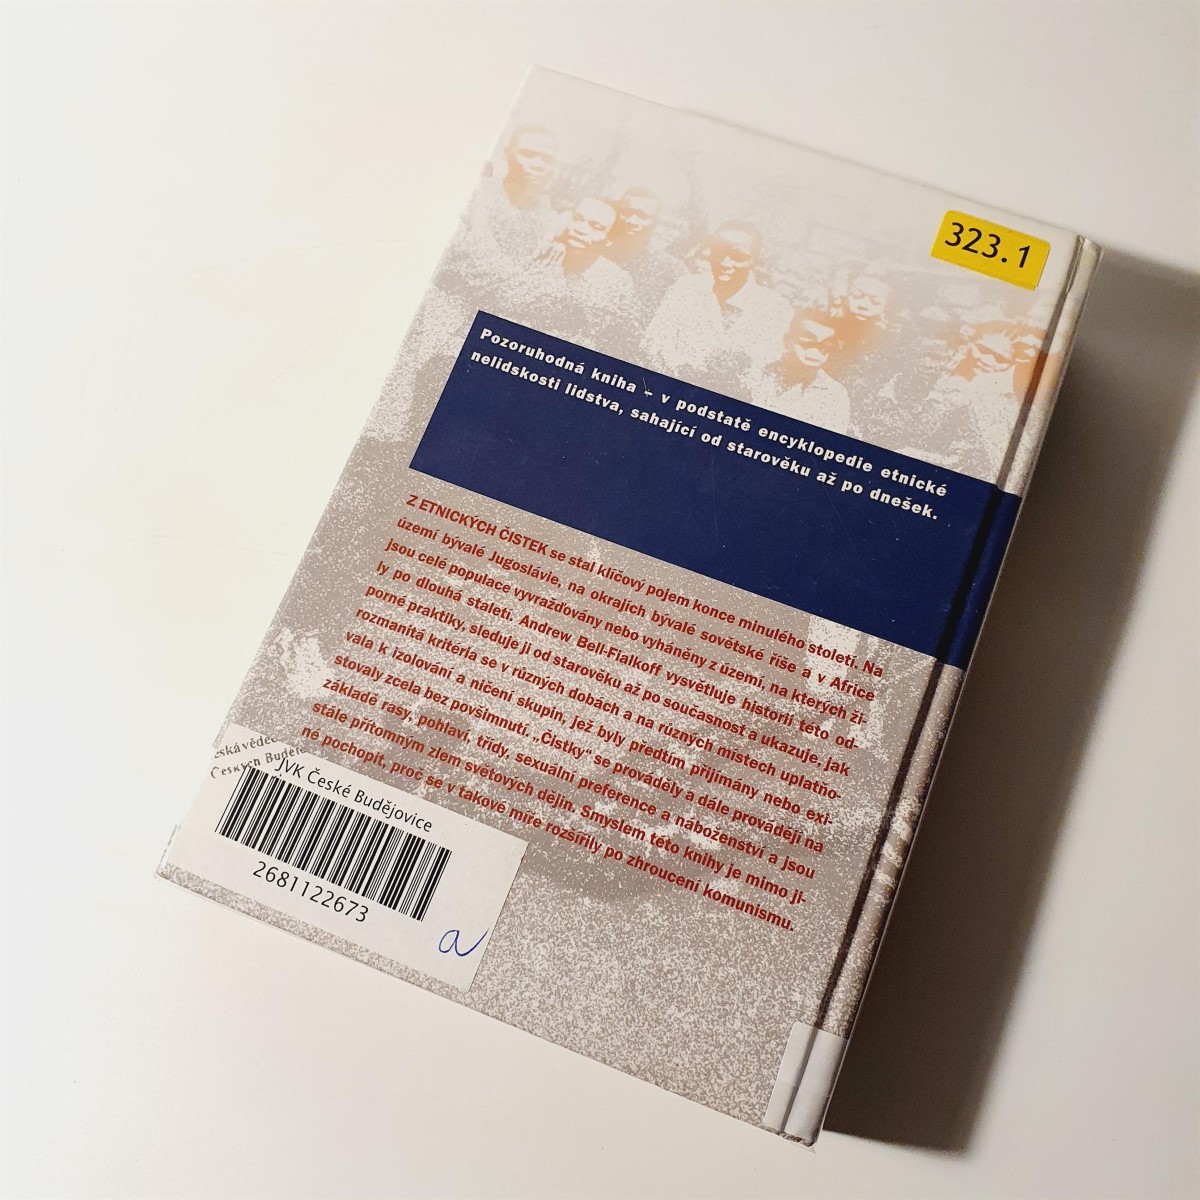 323.1
Pozoruhodná kniha – v podstatě encyklopedie etnické
nelidskosti lidstva, sahající od starověku až po dnešek.
Z ETNICKÝCH ČISTEK se stal klíčový pojem konce minulého století. Na
území bývalé Jugoslávie, na okrajích bývalé sovětské říše a v Africe
jsou celé populace vyvražďovány nebo vyháněny z území, na kterých ži-
ly po dlouhá staletí. Andrew Bell-Fialkoff vysvětluje historii této od-
porné praktiky, sleduje ji od starověku až po současnost a ukazuje, jak
rozmanitá kritéria se v různých dobách a na různých místech uplatňo-
vala k izolování a ničení skupin, jež byly předtím přijímány nebo exi-
stovaly zcela bez povšimnutí. „Čistky“ se prováděly a dále provádějí na
základě rasy, pohlaví, třídy, sexuální preference a náboženství a jsou
stále přítomným zlem světových dějin. Smyslem této knihy je mimo ji-
né pochopit, proč se v takové míře rozšířily po zhroucení komunismu.
JVK České Budějovice
2681122673
a